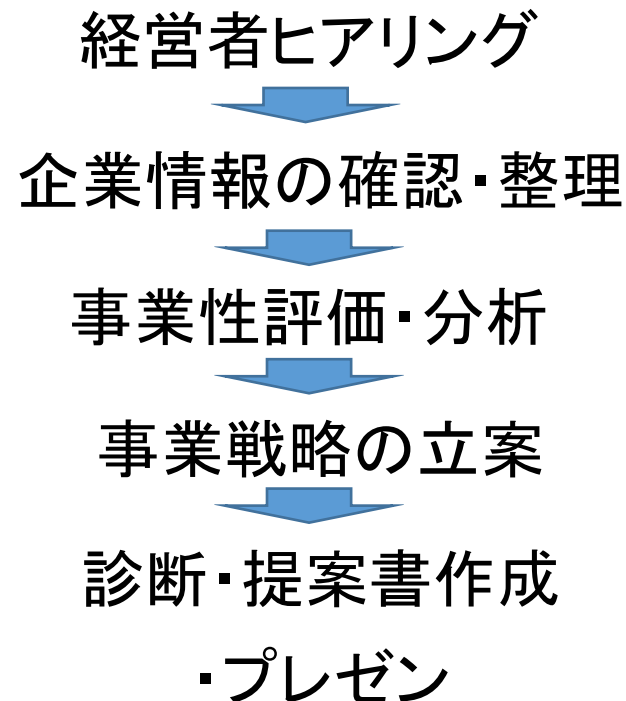 経営者ヒアリング
企業情報の確認・整理
事業性評価・分析
事業戦略の立案
診断・提案書作成
・プレゼン